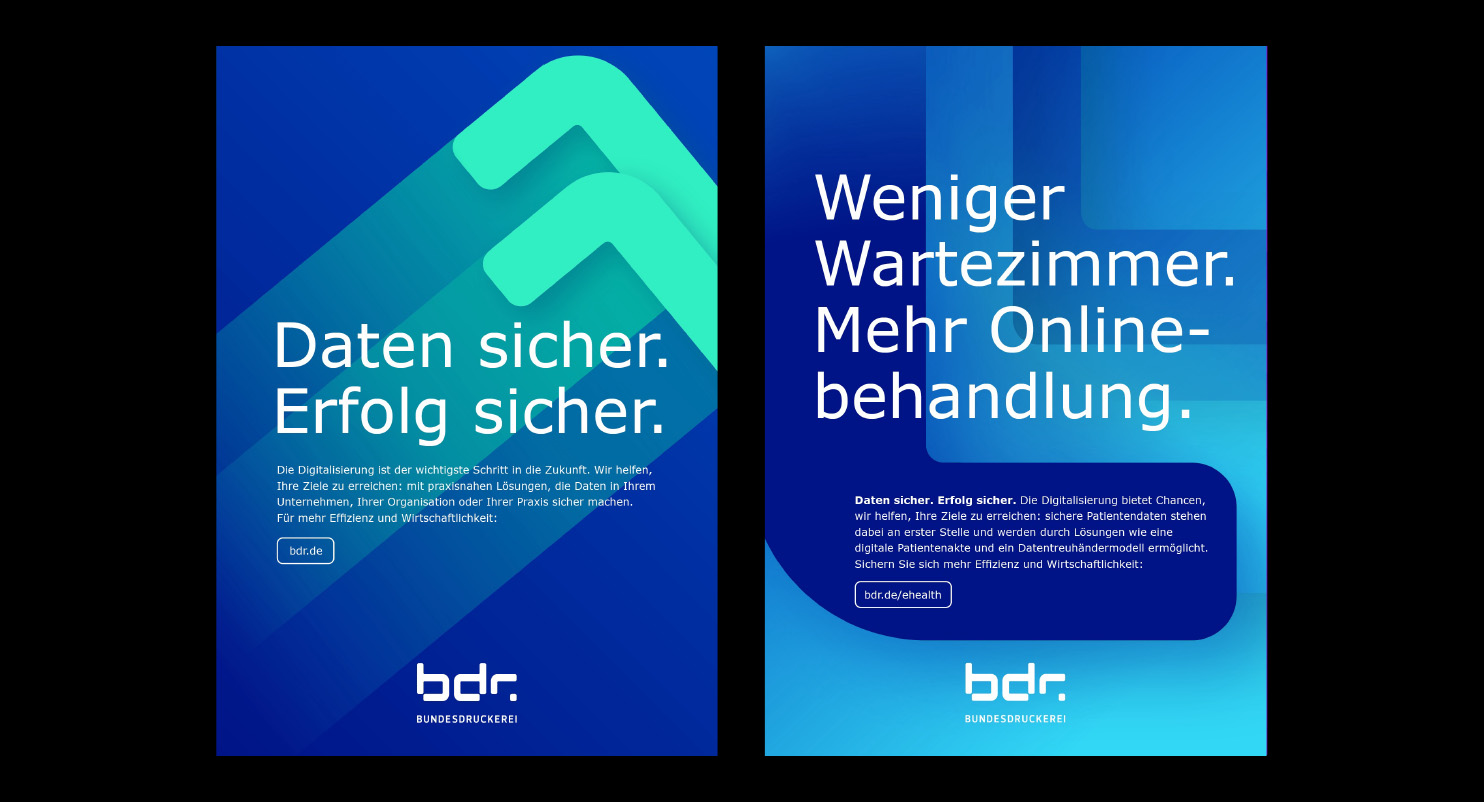 Daten sicher.
Erfolg sicher.
Die Digitalisierung ist der wichtigste Schritt in die Zukunft. Wir helfen,
Ihre Ziele zu erreichen: mit praxisnahen Lösungen, die Daten in Ihrem
Unternehmen, Ihrer Organisation oder Ihrer Praxis sicher machen.
Für mehr Effizienz und Wirtschaftlichkeit:
bdr.de
bdr.
BUNDESDRUCKEREI
Weniger
Wartezimmer.
Mehr Online-
behandlung.
Daten sicher. Erfolg sicher. Die Digitalisierung bietet Chancen,
wir helfen, Ihre Ziele zu erreichen: sichere Patientendaten stehen
dabei an erster Stelle und werden durch Lösungen wie eine
digitale Patientenakte und ein Datentreuhändermodell ermöglicht.
Sichern Sie sich mehr Effizienz und Wirtschaftlichkeit:
bdr.de/ehealth
bdr.
BUNDESDRUCKEREI